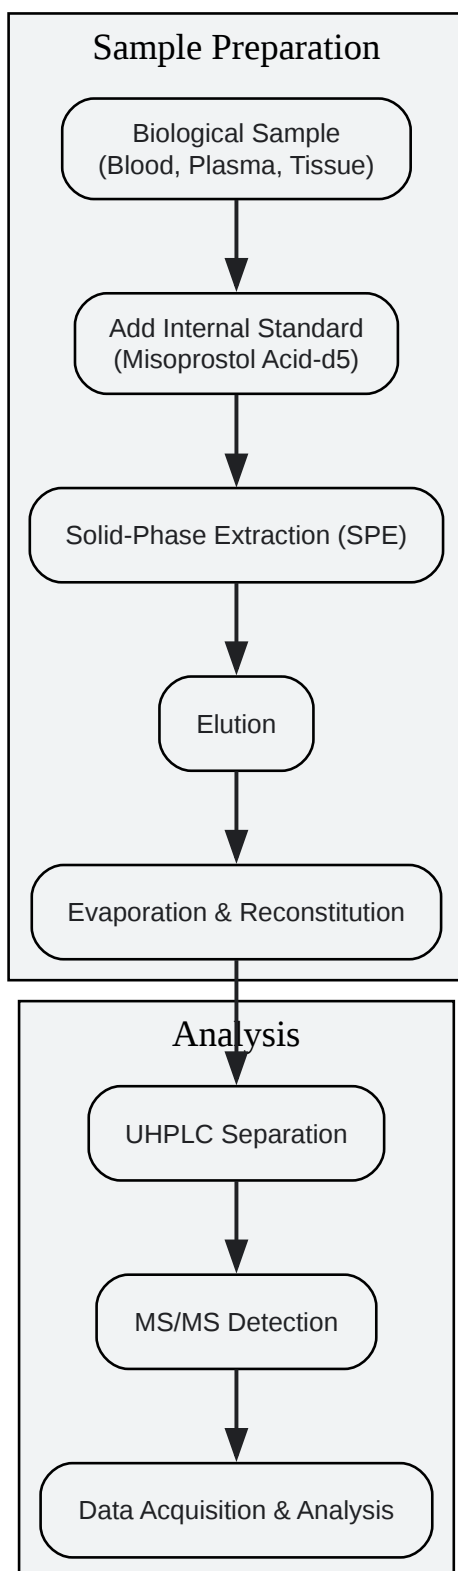 Sample Preparation
Biological Sample
(Blood, Plasma, Tissue)
Add Internal Standard
(Misoprostol Acid-d5)
Solid-Phase Extraction (SPE)
Elution
Evaporation & Reconstitution
Analysis
UHPLC Separation
MS/MS Detection
Data Acquisition & Analysis